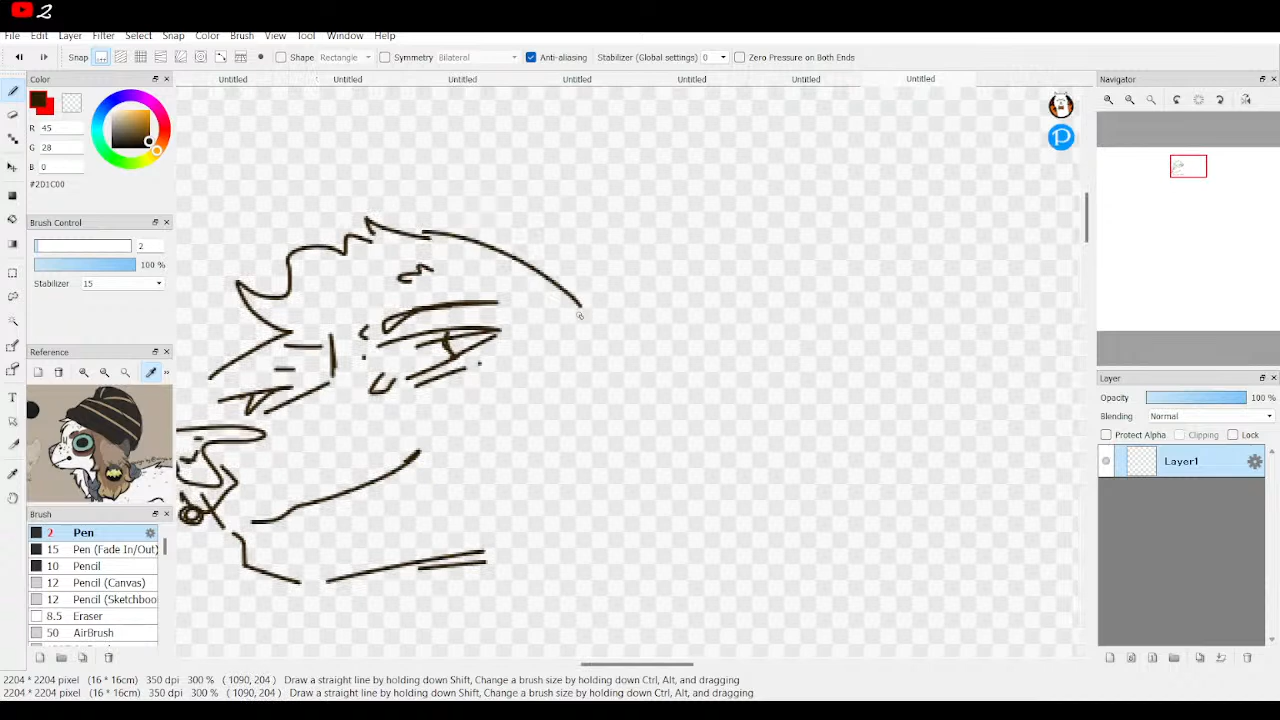 2
File Edit Layer Filter Select Snap Color Brush View Tool Window Help
Snap Shape Rectangle Symmetry Bilateral Anti-aliasing Stabilizer (Global settings) 0 Zero Pressure on Both Ends
Color
Untitled Untitled Untitled Untitled Untitled Untitled Untitled
Navigator
R 45
G 28
B 0
#2D1C00
Brush Control
2
100 %
Stabilizer 15
Reference
Brush
2 Pen
15 Pen (Fade In/Out)
10 Pencil
12 Pencil (Canvas)
12 Pencil (Sketchboo
8.5 Eraser
50 AirBrush
Layer
Opacity 100 %
Blending Normal
Protect Alpha Clipping Lock
Layer1
2204 * 2204 pixel (16 * 16cm) 350 dpi 300 % ( 1090, 204 ) Draw a straight line by holding down Shift, Change a brush size by holding down Ctrl, Alt, and dragging
2204 * 2204 pixel (16 * 16cm) 350 dpi 300 % ( 1090, 204 ) Draw a straight line by holding down Shift, Change a brush size by holding down Ctrl, Alt, and dragging